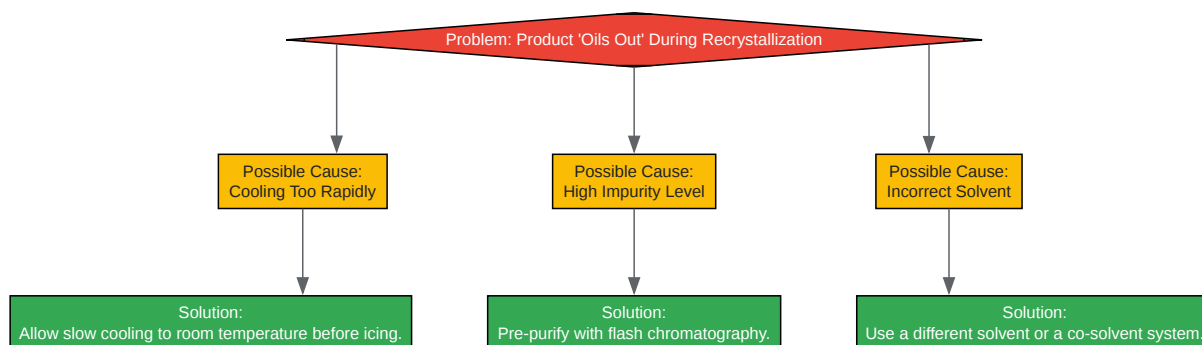 Problem: Product 'Oils Out' During Recrystallization
Possible Cause:
Cooling Too Rapidly
Possible Cause:
High Impurity Level
Possible Cause:
Incorrect Solvent
Solution:
Allow slow cooling to room temperature before icing.
Solution:
Pre-purify with flash chromatography.
Solution:
Use a different solvent or a co-solvent system.